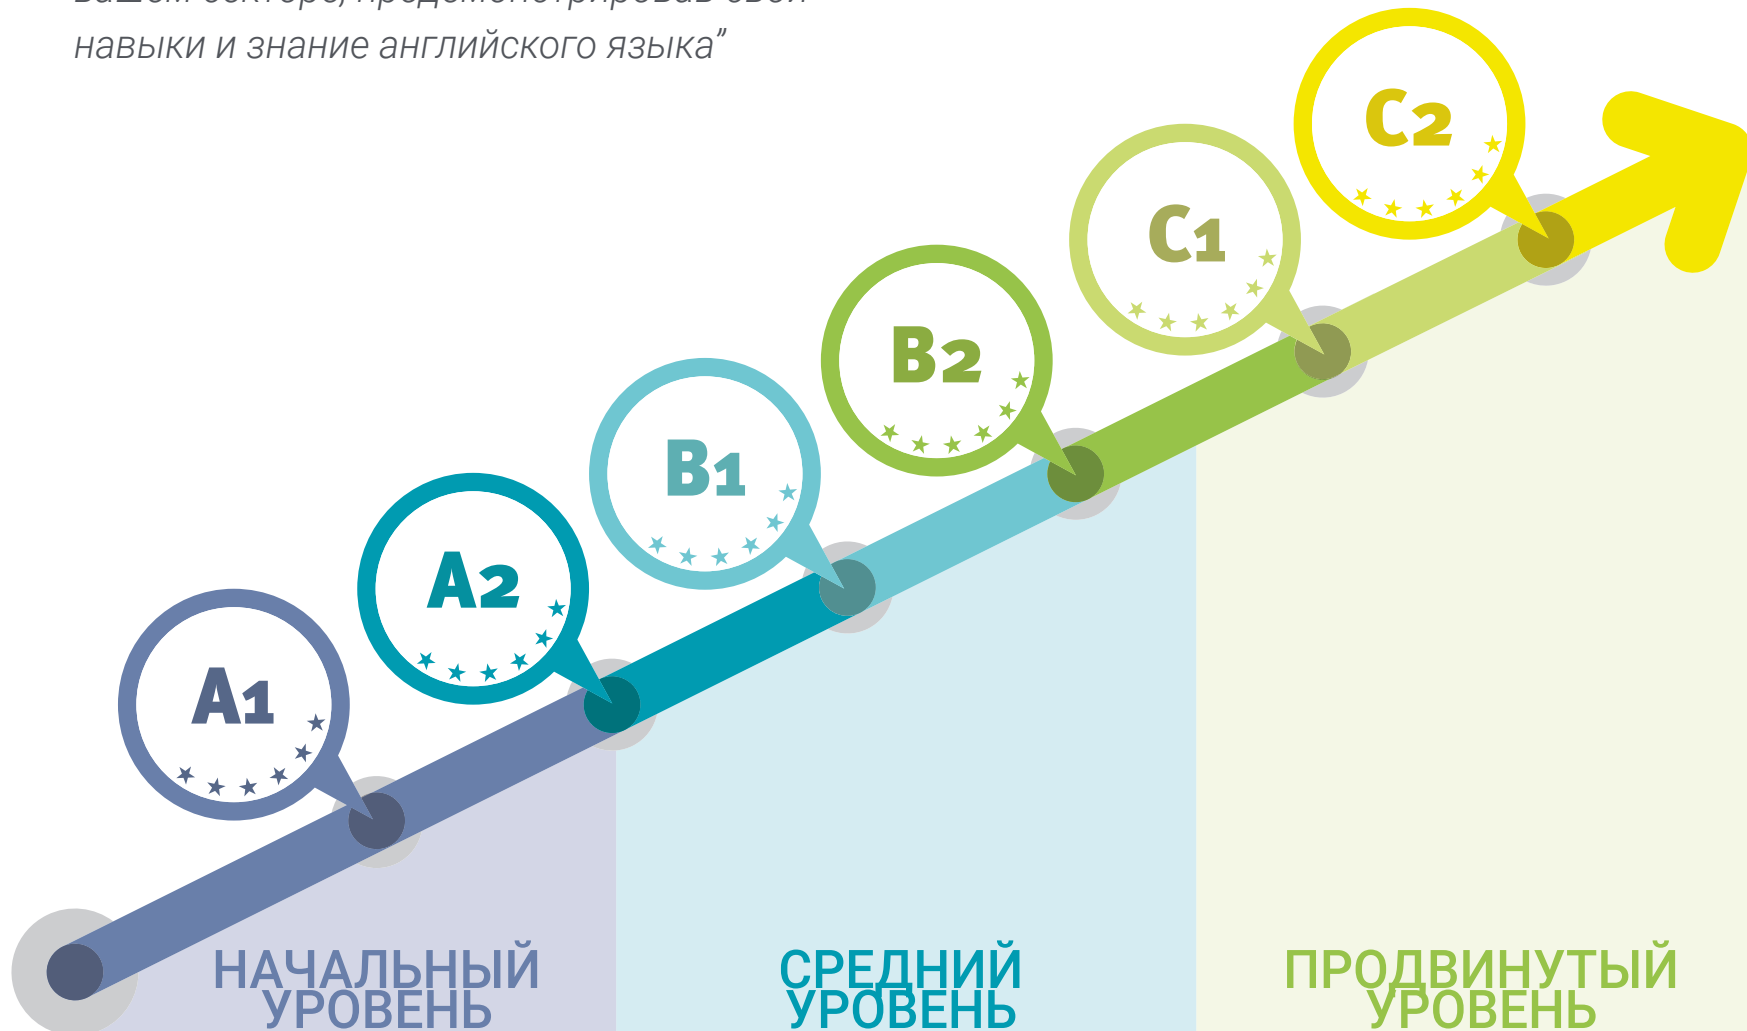 навыки и знание английского языка”
C2
C1
B2
B1
A2
A1
НАЧАЛЬНЫЙ
УРОВЕНЬ
СРЕДНИЙ
УРОВЕНЬ
ПРОДВИНУТЫЙ
УРОВЕНЬ